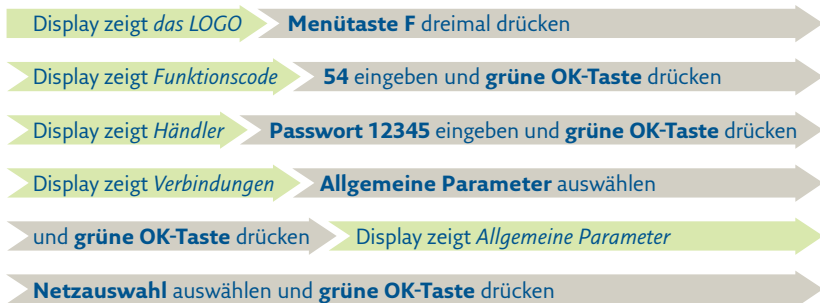 Display zeigt das LOGO Menütaste F dreimal drücken
Display zeigt Funktionscode 54 eingeben und grüne OK-Taste drücken
Display zeigt Händler Passwort 12345 eingeben und grüne OK-Taste drücken
Display zeigt Verbindungen Allgemeine Parameter auswählen
und grüne OK-Taste drücken Display zeigt Allgemeine Parameter
Netzauswahl auswählen und grüne OK-Taste drücken